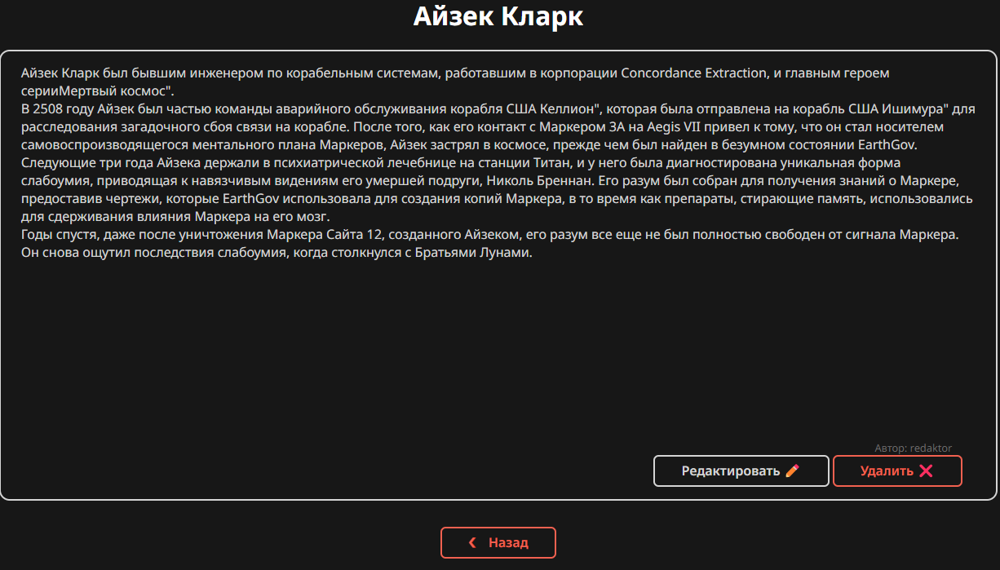 Айзек Кларк
Айзек Кларк был бывшим инженером по корабельным системам, работавшим в корпорации Concordance Extraction, и главным героем
серииМертвый космос".
В 2508 году Айзек был частью команды аварийного обслуживания корабля США Келлион", которая была отправлена на корабль США Ишимура" для
расследования загадочного сбоя связи на корабле. После того, как его контакт с Маркером 3A на Aegis VII привел к тому, что он стал носителем
самовоспроизводящегося ментального плана Маркеров, Айзек застрял в космосе, прежде чем был найден в безумном состоянии EarthGov.
Следующие три года Айзека держали в психиатрической лечебнице на станции Титан, и у него была диагностирована уникальная форма
слабоумия, приводящая к навязчивым видениям его умершей подруги, Николь Бреннан. Его разум был собран для получения знаний о Маркере,
предоставив чертежи, которые EarthGov использовала для создания копий Маркера, в то время как препараты, стирающие память, использовались
для сдерживания влияния Маркера на его мозг.
Годы спустя, даже после уничтожения Маркера Сайта 12, созданного Айзеком, его разум все еще не был полностью свободен от сигнала Маркера.
Он снова ощутил последствия слабоумия, когда столкнулся с Братьями Лунами.
Автор: redaktor
Редактировать
Удалить
Назад